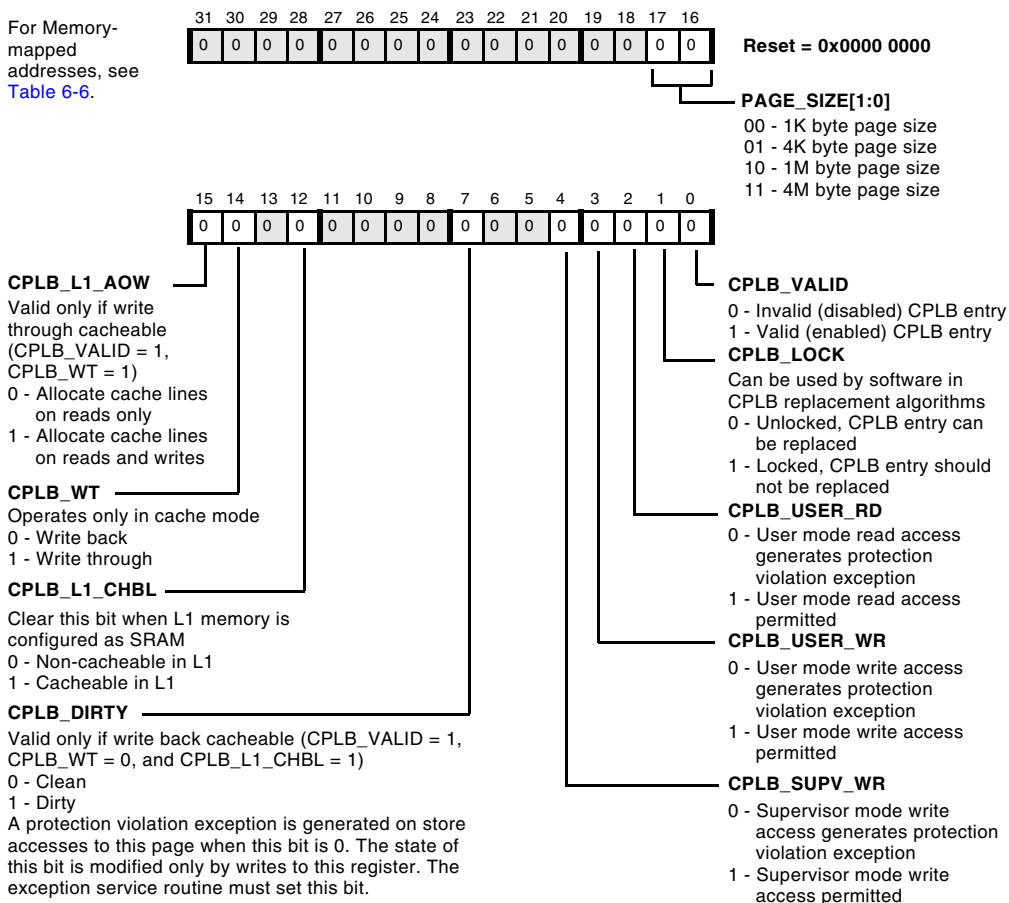 For Memory-
mapped
addresses, see
Table 6-6.
31 30 29 28 27 26 25 24 23 22 21 20 19 18 17 16
0 0 0 0 0 0 0 0 0 0 0 0 0 0 0 0
Reset = 0x0000 0000
PAGE_SIZE[1:0]
00 - 1K byte page size
01 - 4K byte page size
10 - 1M byte page size
11 - 4M byte page size
15 14 13 12 11 10 9 8 7 6 5 4 3 2 1 0
0 0 0 0 0 0 0 0 0 0 0 0 0 0 0 0
CPLB_L1_AOW
Valid only if write
through cacheable
(CPLB_VALID = 1,
CPLB_WT = 1)
0 - Allocate cache lines
on reads only
1 - Allocate cache lines
on reads and writes
CPLB_WT
Operates only in cache mode
0 - Write back
1 - Write through
CPLB_L1_CHBL
Clear this bit when L1 memory is
configured as SRAM
0 - Non-cacheable in L1
1 - Cacheable in L1
CPLB_DIRTY
Valid only if write back cacheable (CPLB_VALID = 1,
CPLB_WT = 0, and CPLB_L1_CHBL = 1)
0 - Clean
1 - Dirty
A protection violation exception is generated on store
accesses to this page when this bit is 0. The state of
this bit is modified only by writes to this register. The
exception service routine must set this bit.
CPLB_VALID
0 - Invalid (disabled) CPLB entry
1 - Valid (enabled) CPLB entry
CPLB_LOCK
Can be used by software in
CPLB replacement algorithms
0 - Unlocked, CPLB entry can
be replaced
1 - Locked, CPLB entry should
not be replaced
CPLB_USER_RD
0 - User mode read access
generates protection
violation exception
1 - User mode read access
permitted
CPLB_USER_WR
0 - User mode write access
generates protection
violation exception
1 - User mode write access
permitted
CPLB_SUPV_WR
0 - Supervisor mode write
access generates protection
violation exception
1 - Supervisor mode write
access permitted